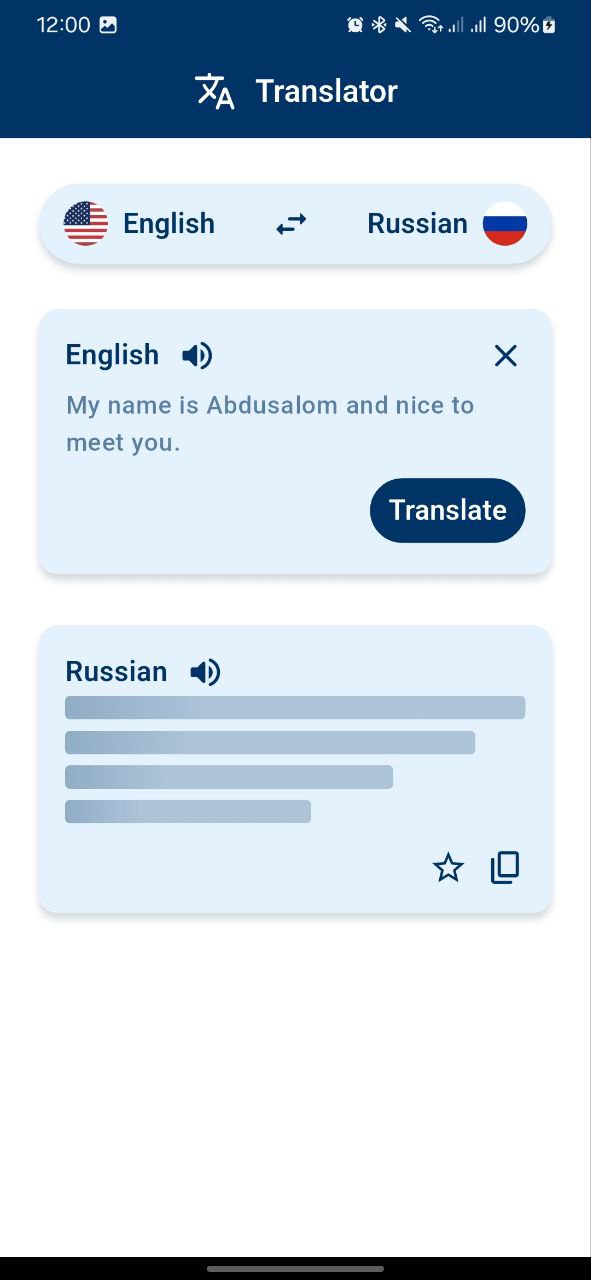 12:00 90%
Translator
English Russian
English
My name is Abdusalom and nice to
meet you.
Translate
Russian